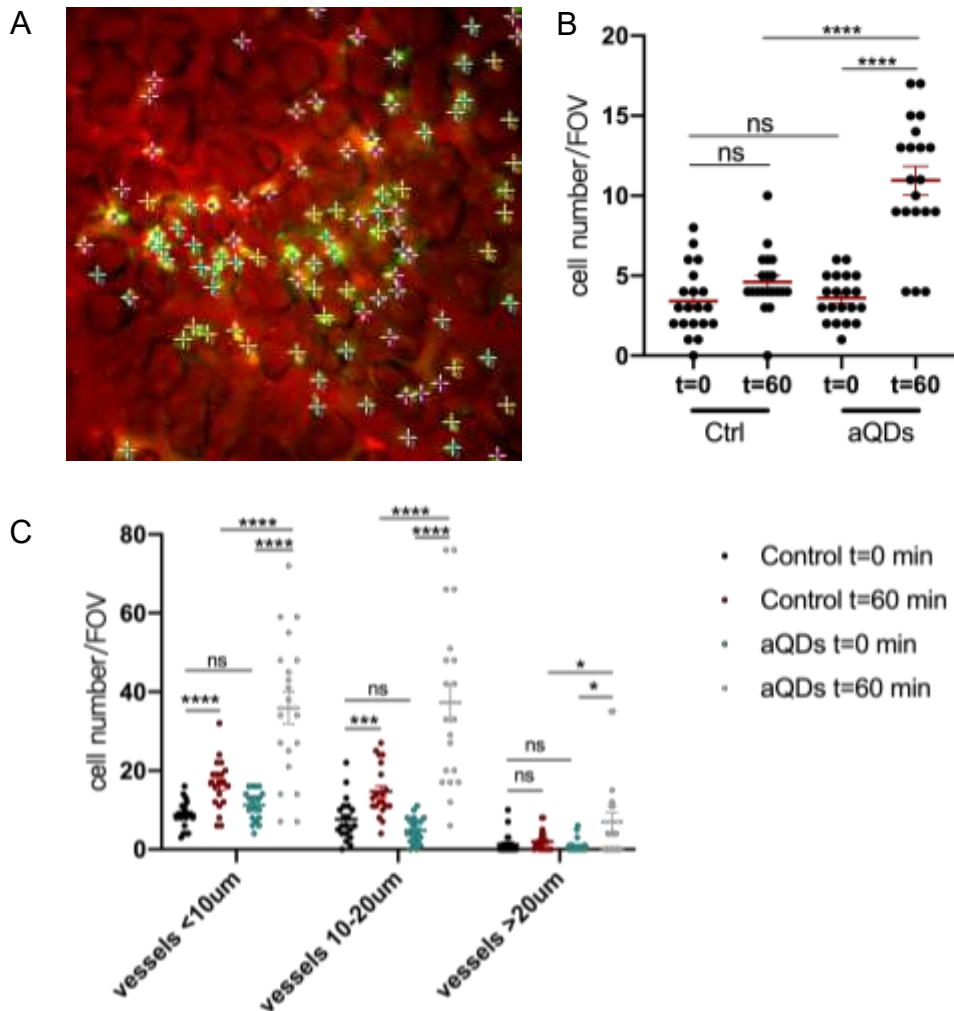 A
B
cell number/FOV
20
15
10
5
0
****
****
ns
ns
t=0 t=60 t=0 t=60
Ctrl aQDs
C
cell number/FOV
80
60
40
20
0
****
****
ns
****
****
****
ns
***
*
*
ns
ns
vessels <10um
vessels 10-20um
vessels >20um
Control t=0 min
Control t=60 min
aQDs t=0 min
aQDs t=60 min